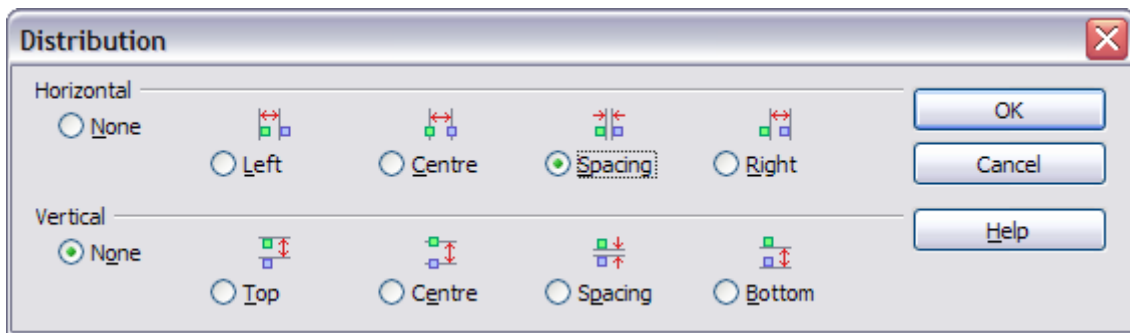 Distribution
Horizontal
None
Left
Centre
Spacing
Right
Vertical
None
Top
Centre
Spacing
Bottom
OK
Cancel
Help